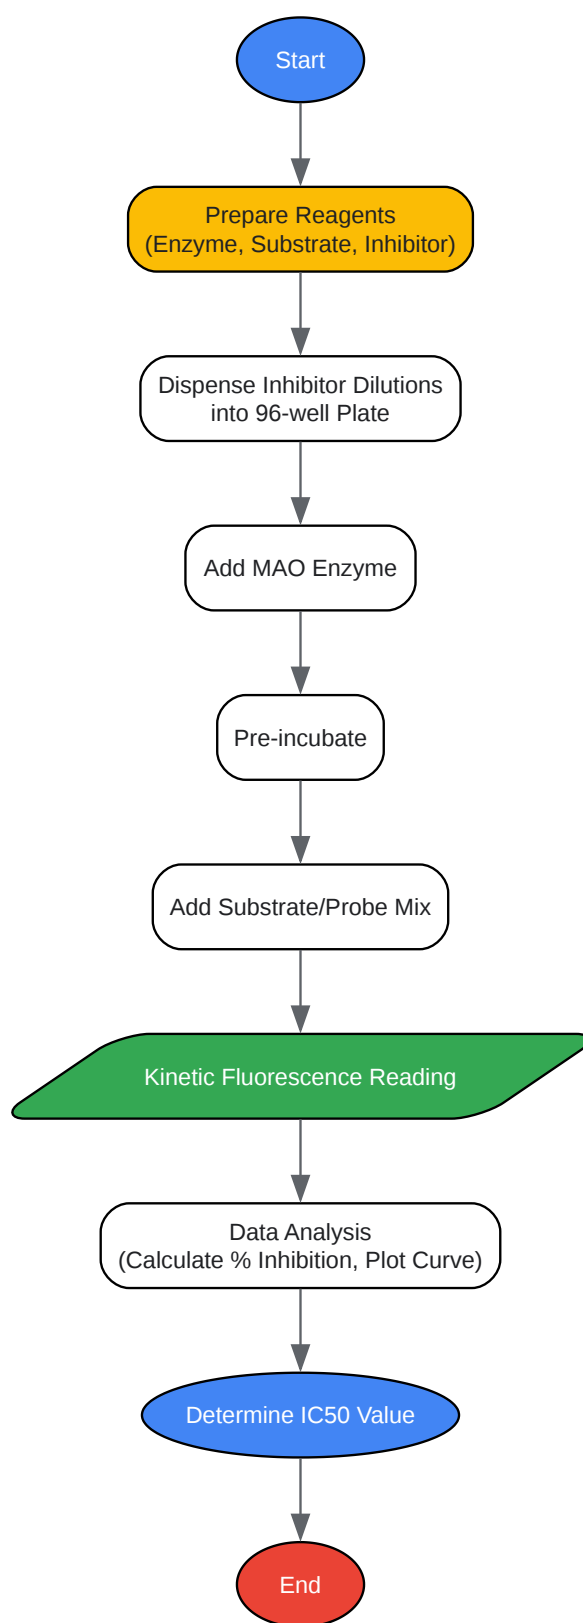 Start
Prepare Reagents
(Enzyme, Substrate, Inhibitor)
Dispense Inhibitor Dilutions
into 96-well Plate
Add MAO Enzyme
Pre-incubate
Add Substrate/Probe Mix
Kinetic Fluorescence Reading
Data Analysis
(Calculate % Inhibition, Plot Curve)
Determine IC50 Value
End